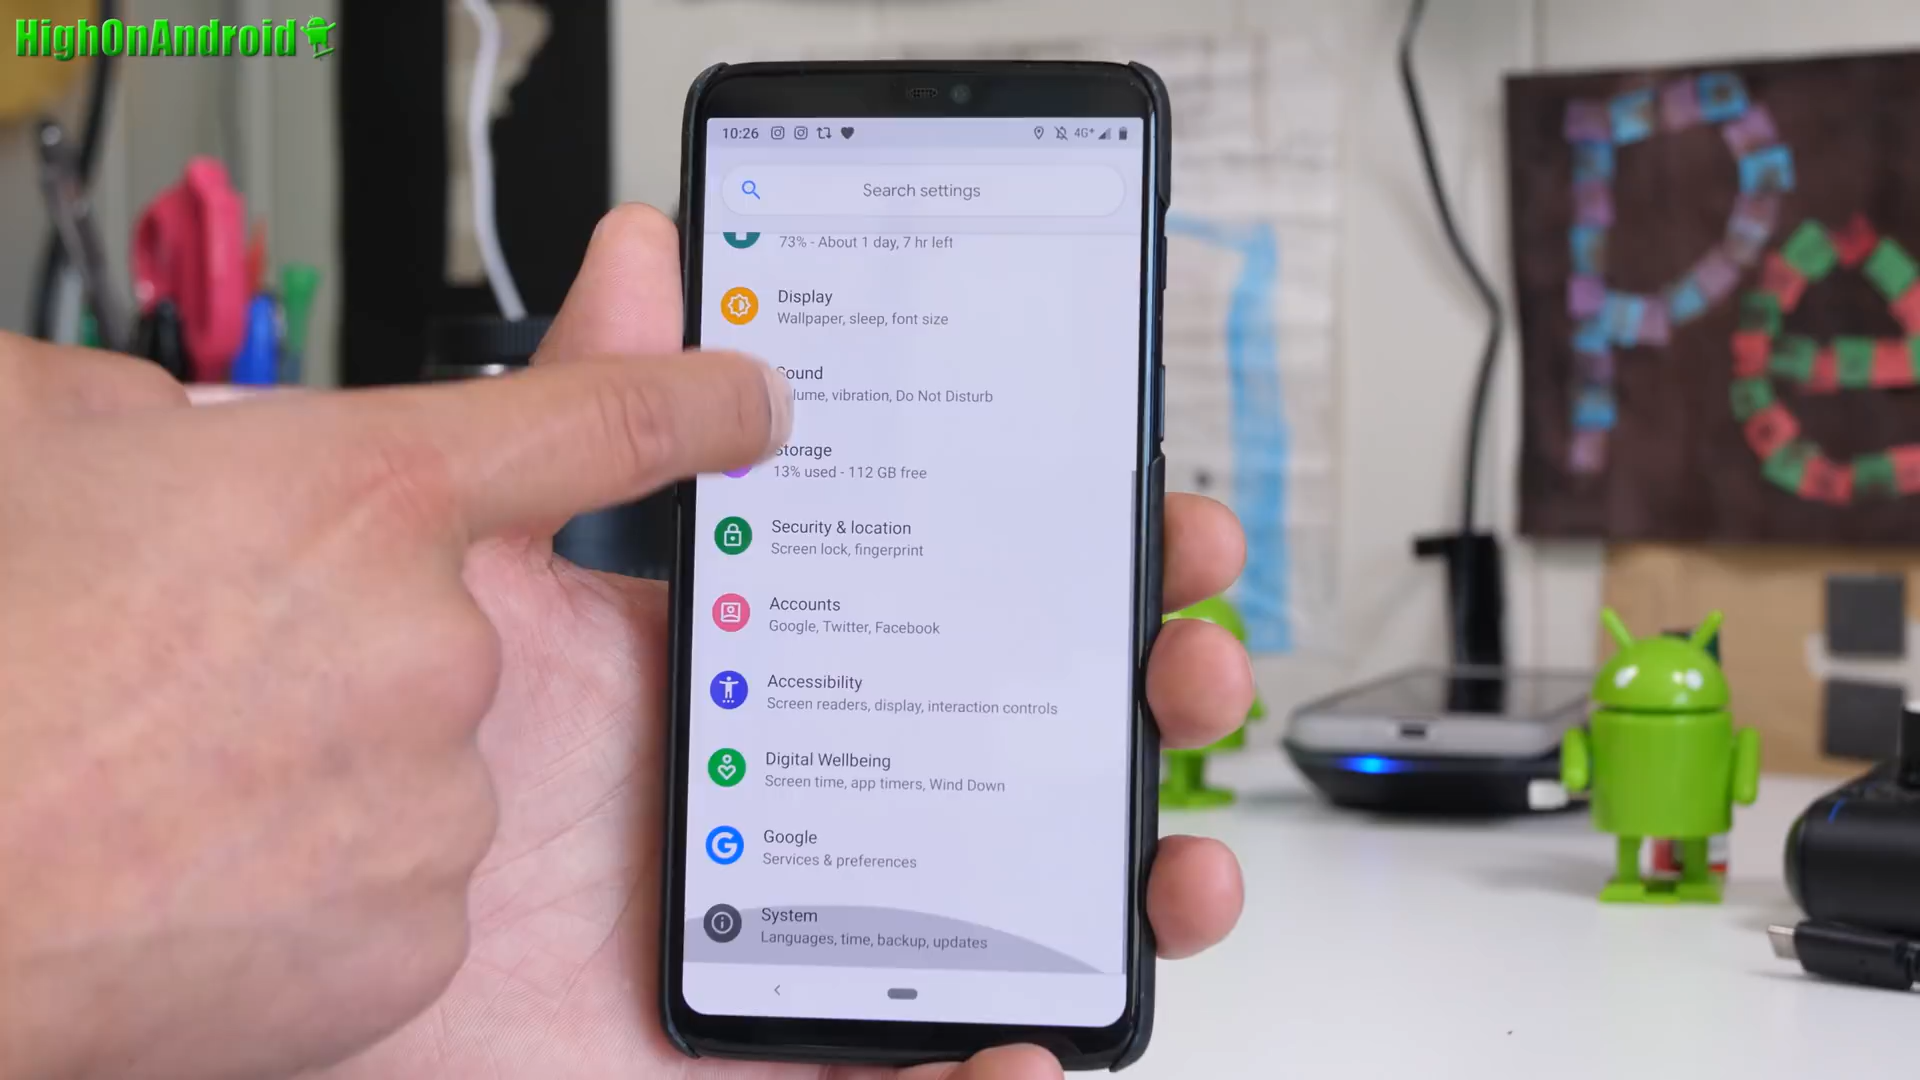 HighOnAndroid
10:26
4G+
Search settings
73% - About 1 day, 7 hr left
Display
Wallpaper, sleep, font size
Sound
lume, vibration, Do Not Disturb
Storage
13% used - 112 GB free
Security & location
Screen lock, fingerprint
Accounts
Google, Twitter, Facebook
Accessibility
Screen readers, display, interaction controls
Digital Wellbeing
Screen time, app timers, Wind Down
Google
Services & preferences
System
Languages, time, backup, updates
Pe